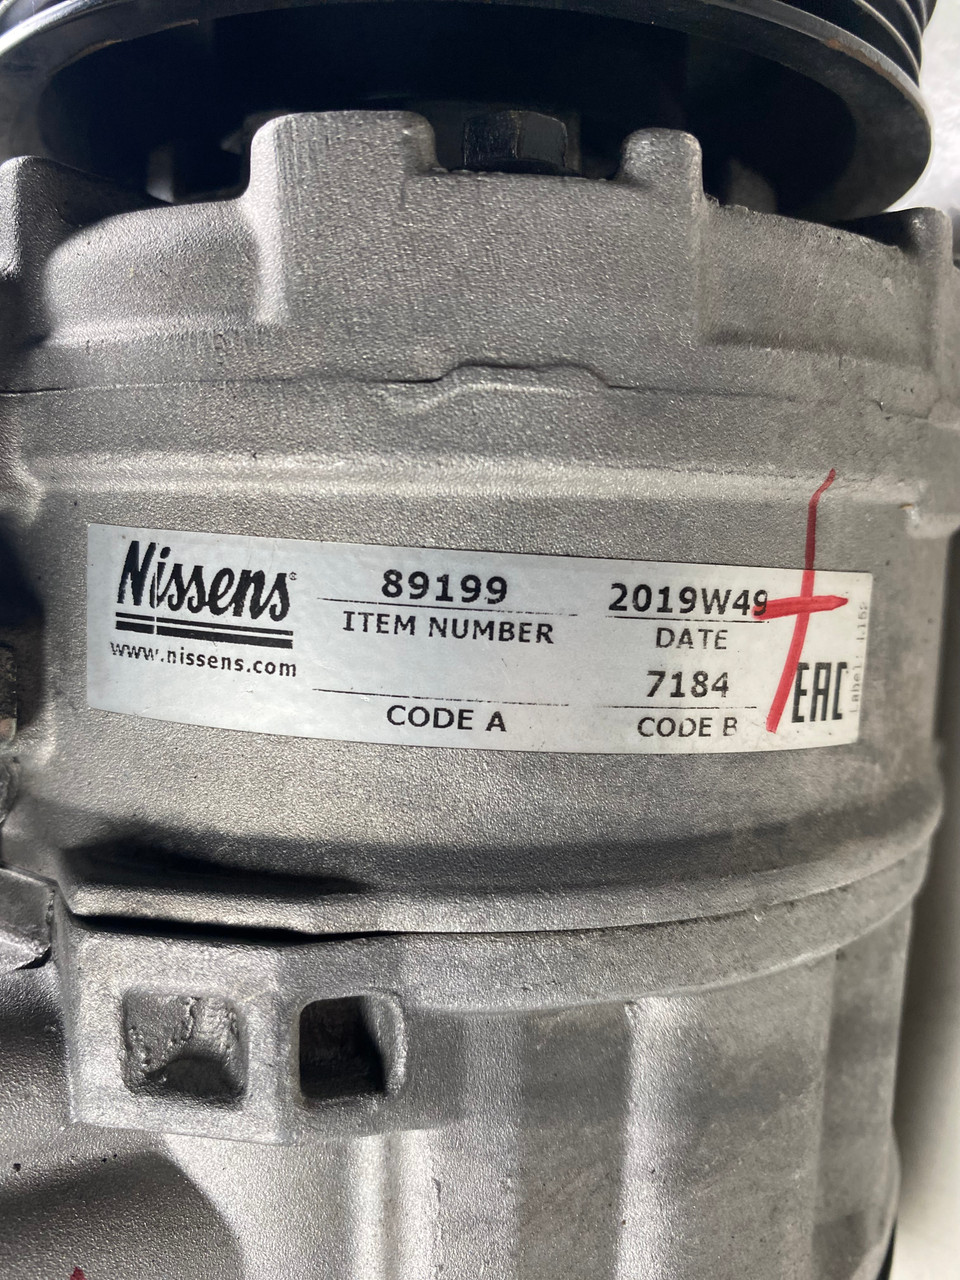 Nissens®
www.nissens.com
89199
ITEM NUMBER
CODE A
2019W49
DATE
7184
CODE B
EAC